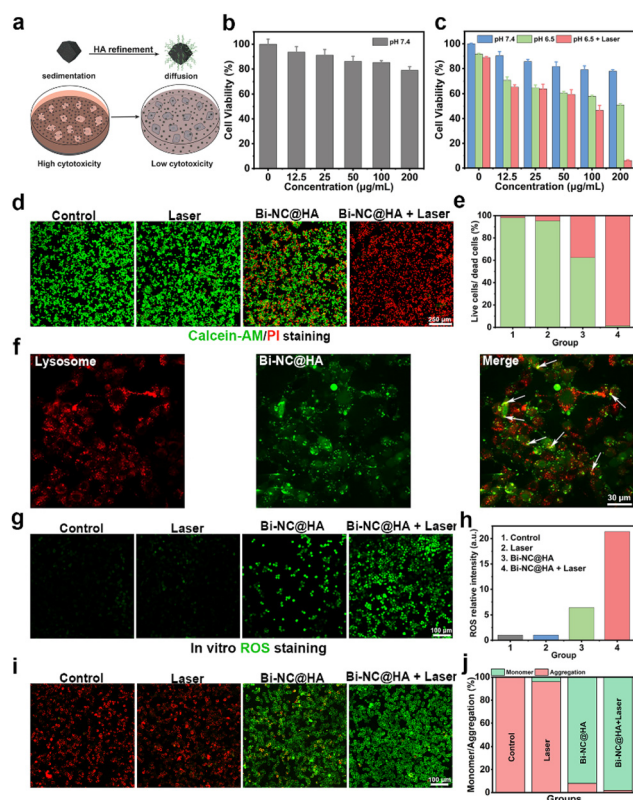 a
HA refinement
sedimentation
diffusion
High cytotoxicity
Low cytotoxicity
b
pH 7.4
Cell Viability (%)
120
100
80
60
40
20
0
0 12.5 25 50 100 200
Concentration (μg/mL)
c
pH 7.4 pH 6.5 pH 6.5 + Laser
Cell Viability (%)
100
80
60
40
20
0
0 12.5 25 50 100 200
Concentration (μg/mL)
d
Control Laser Bi-NC@HA Bi-NC@HA + Laser
250 μm
Calcein-AM/PI staining
e
Live cells/ dead cells (%)
100
80
60
40
20
0
1 2 3 4
Group
f
Lysosome Bi-NC@HA Merge
30 μm
g
Control Laser Bi-NC@HA Bi-NC@HA + Laser
100 μm
In vitro ROS staining
h
ROS relative intensity (a.u.)
25
20
15
10
5
0
1. Control
2. Laser
3. Bi-NC@HA
4. Bi-NC@HA + Laser
1 2 3 4
Group
i
Control Laser Bi-NC@HA Bi-NC@HA + Laser
100 μm
j
Monomer Aggregation
Monomer/Aggregation (%)
100
80
60
40
20
0
Control
Laser
Bi-NC@HA
Bi-NC@HA+Laser
Groups